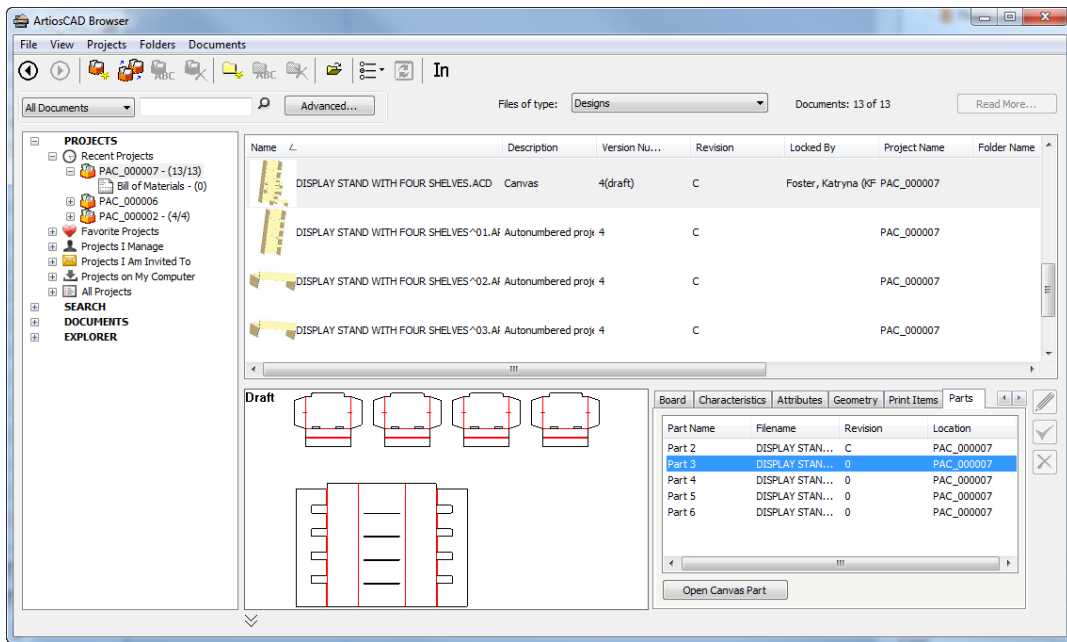 ArtiosCAD Browser
File View Projects Folders Documents
ABC ABC In
All Documents Advanced... Files of type: Designs Documents: 13 of 13 Read More...
PROJECTS
Recent Projects
PAC_000007 - (13/13)
Bill of Materials - (0)
PAC_000006
PAC_000002 - (4/4)
Favorite Projects
Projects I Manage
Projects I Am Invited To
Projects on My Computer
All Projects
SEARCH
DOCUMENTS
EXPLORER
Name Description Version Nu... Revision Locked By Project Name Folder Name
DISPLAY STAND WITH FOUR SHELVES.ACD Canvas 4(draft) C Foster, Katryna (KF PAC_000007
DISPLAY STAND WITH FOUR SHELVES^01.AF Autonumbered proje 4 C PAC_000007
DISPLAY STAND WITH FOUR SHELVES^02.AF Autonumbered proje 4 C PAC_000007
DISPLAY STAND WITH FOUR SHELVES^03.AF Autonumbered proje 4 C PAC_000007
Draft
Board Characteristics Attributes Geometry Print Items Parts
Part Name Filename Revision Location
Part 2 DISPLAY STAN... C PAC_000007
Part 3 DISPLAY STAN... 0 PAC_000007
Part 4 DISPLAY STAN... 0 PAC_000007
Part 5 DISPLAY STAN... 0 PAC_000007
Part 6 DISPLAY STAN... 0 PAC_000007
Open Canvas Part